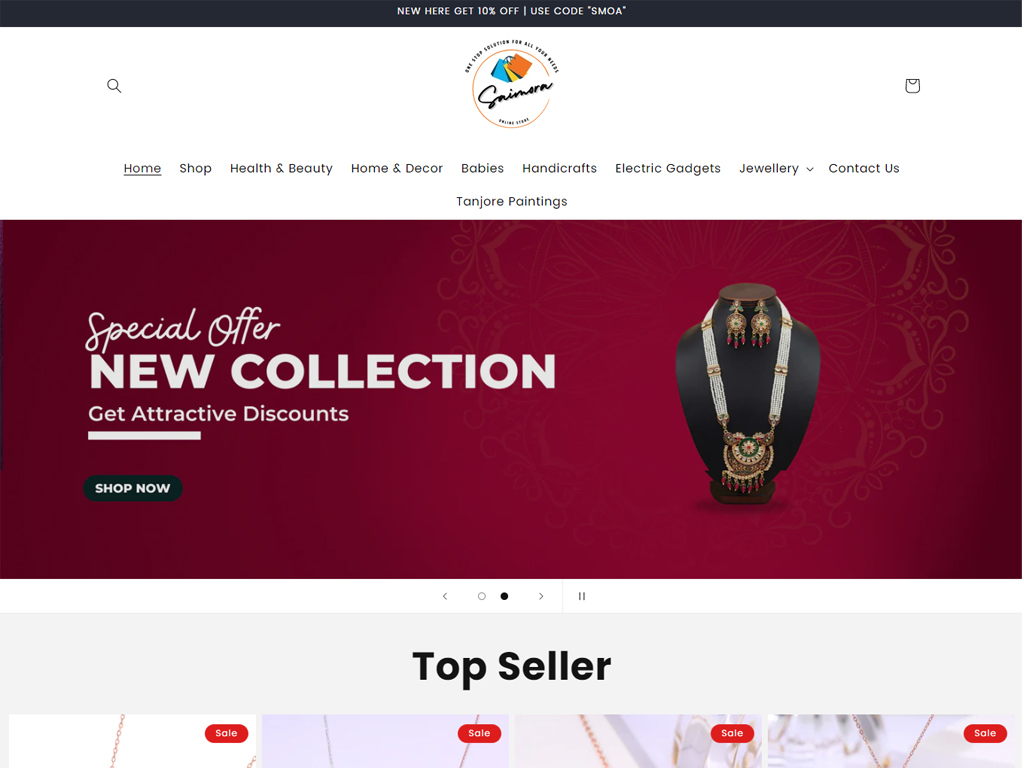 NEW HERE GET 10% OFF | USE CODE "SMOA"
ONE STOP SOLUTION FOR ALL YOUR NEEDS
Saimora
ONLINE STORE
Home Shop Health & Beauty Home & Decor Babies Handicrafts Electric Gadgets Jewellery Contact Us
Tanjore Paintings
Special Offer
NEW COLLECTION
Get Attractive Discounts
SHOP NOW
Top Seller
Sale Sale Sale Sale